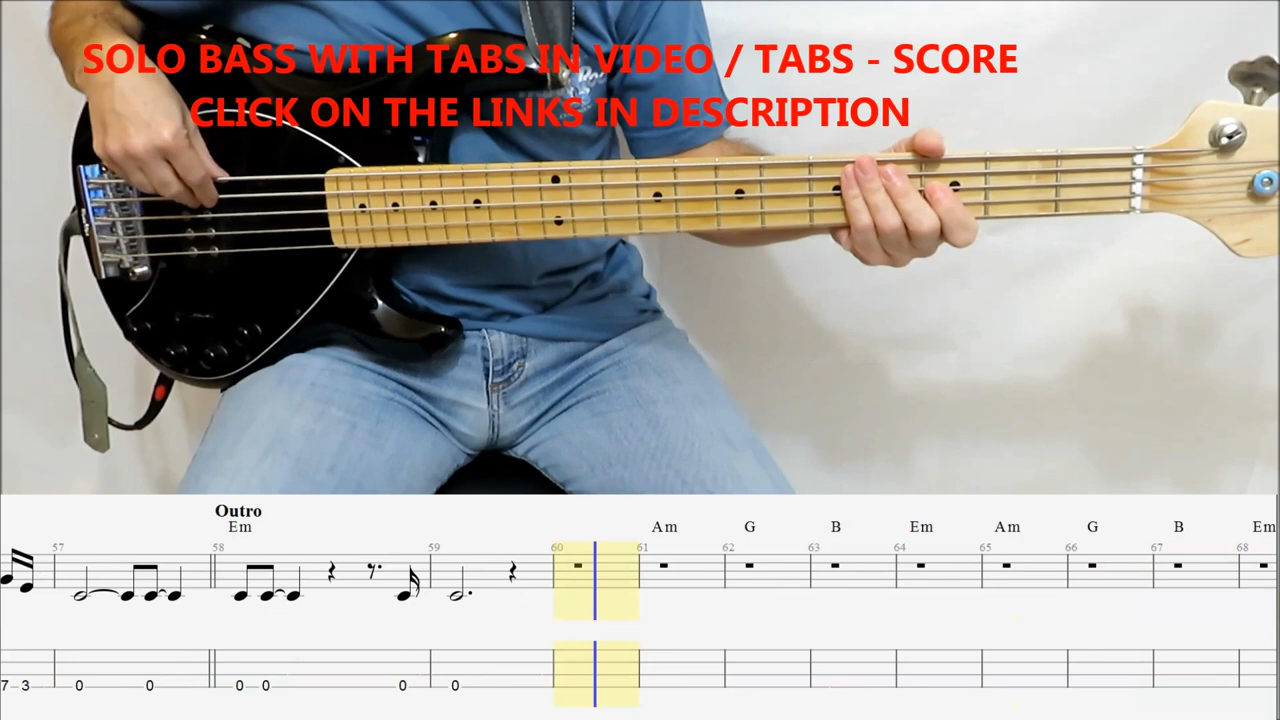 SOLO BASS WITH TABS IN VIDEO / TABS - SCORE
CLICK ON THE LINKS IN DESCRIPTION
Outro
Em Am G B Em Am G B Em
57 58 59 60 61 62 63 64 65 66 67 68
7 3 0 0 0 0 0 0